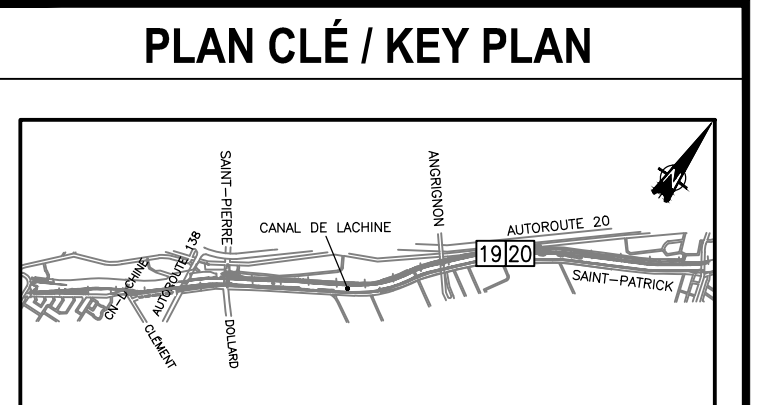 PLAN CLÉ / KEY PLAN
SAINT-PIERRE
ANGRIGNON
N
CANAL DE LACHINE
AUTOROUTE 20
AUTOROUTE 138
19 20
CN-L CHINE
SAINT-PATRICK
CLÉMENT
DOLLARD